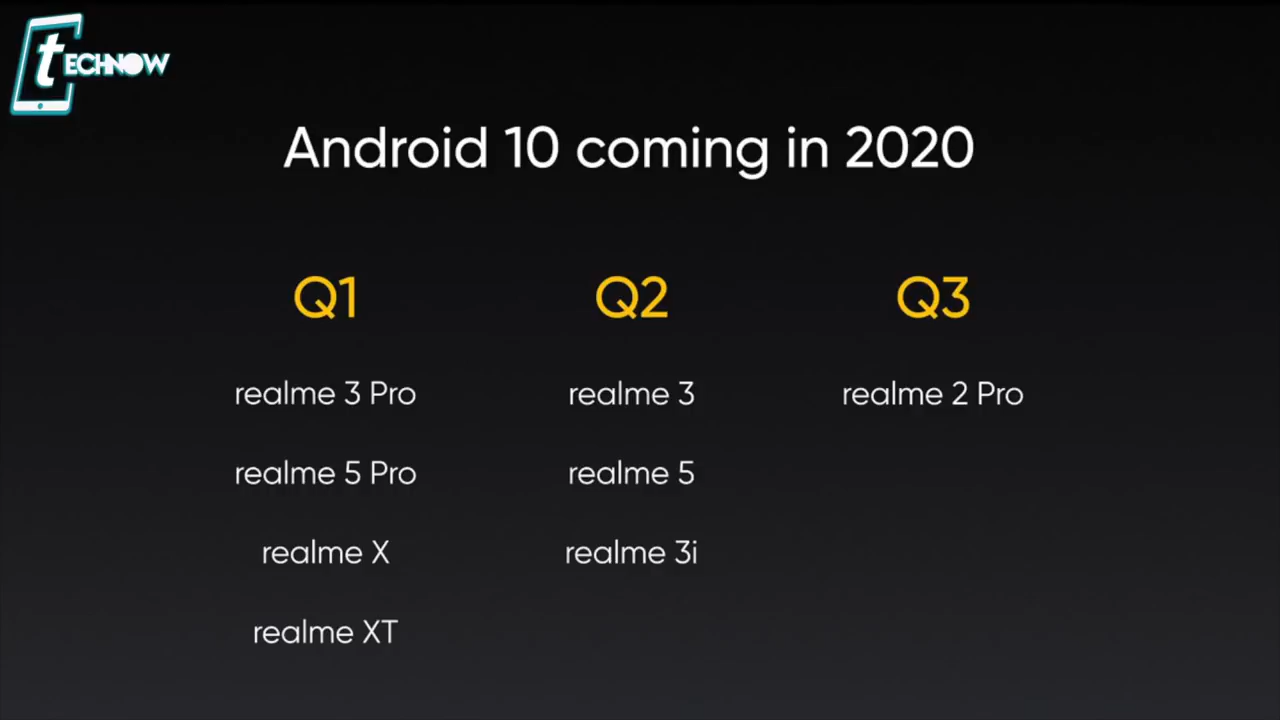 tECHNOW
Android 10 coming in 2020
Q1
realme 3 Pro
realme 5 Pro
realme X
realme XT
Q2
realme 3
realme 5
realme 3i
Q3
realme 2 Pro